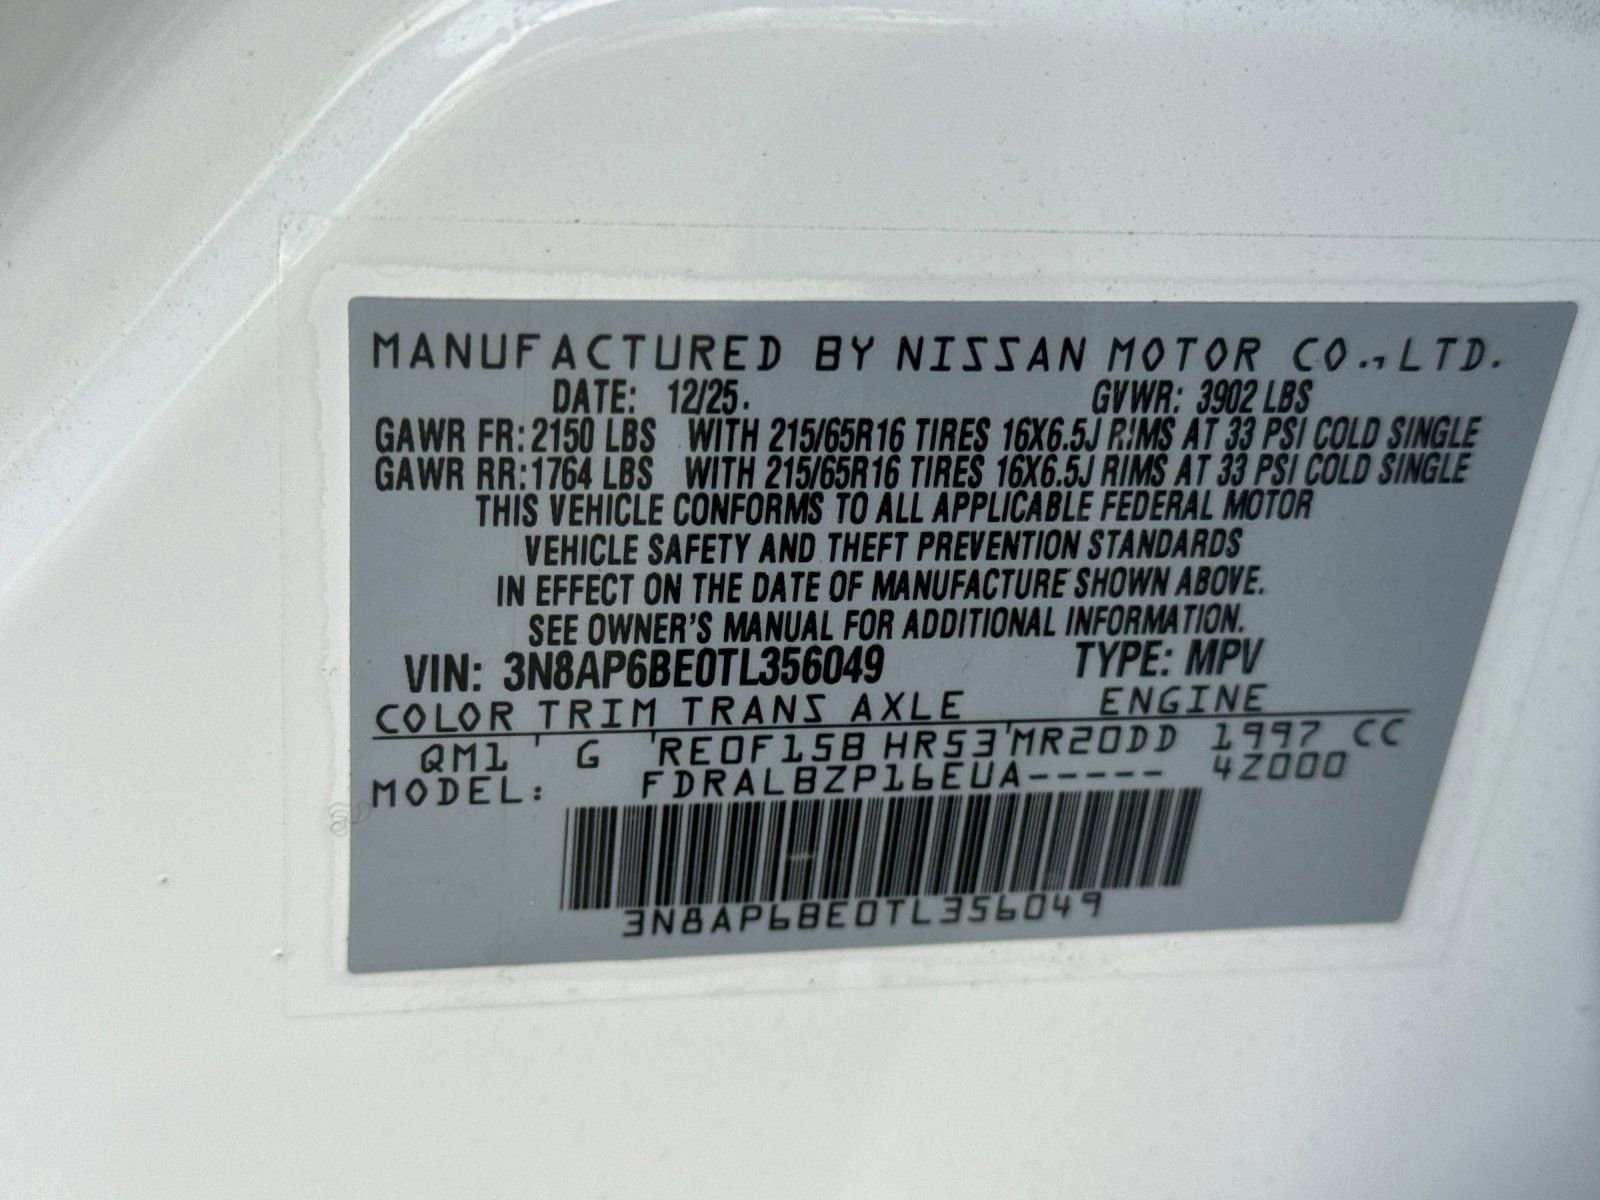 MANUFACTURED BY NISSAN MOTOR CO., LTD.
DATE: 12/25. GVWR: 3902 LBS
GAWR FR: 2150 LBS WITH 215/65R16 TIRES 16X6.5J RIMS AT 33 PSI COLD SINGLE
GAWR RR: 1764 LBS WITH 215/65R16 TIRES 16X6.5J RIMS AT 33 PSI COLD SINGLE
THIS VEHICLE CONFORMS TO ALL APPLICABLE FEDERAL MOTOR
VEHICLE SAFETY AND THEFT PREVENTION STANDARDS
IN EFFECT ON THE DATE OF MANUFACTURE SHOWN ABOVE.
SEE OWNER'S MANUAL FOR ADDITIONAL INFORMATION.
VIN: 3N8AP6BE0TL356049 TYPE: MPV
COLOR TRIM TRANS AXLE ENGINE
QM1 ' G 'RE0F15B HR53'MR20DD 1997 CC
MODEL: FDRALBZP16EUA----- 4Z000
3N8AP6BE0TL356049